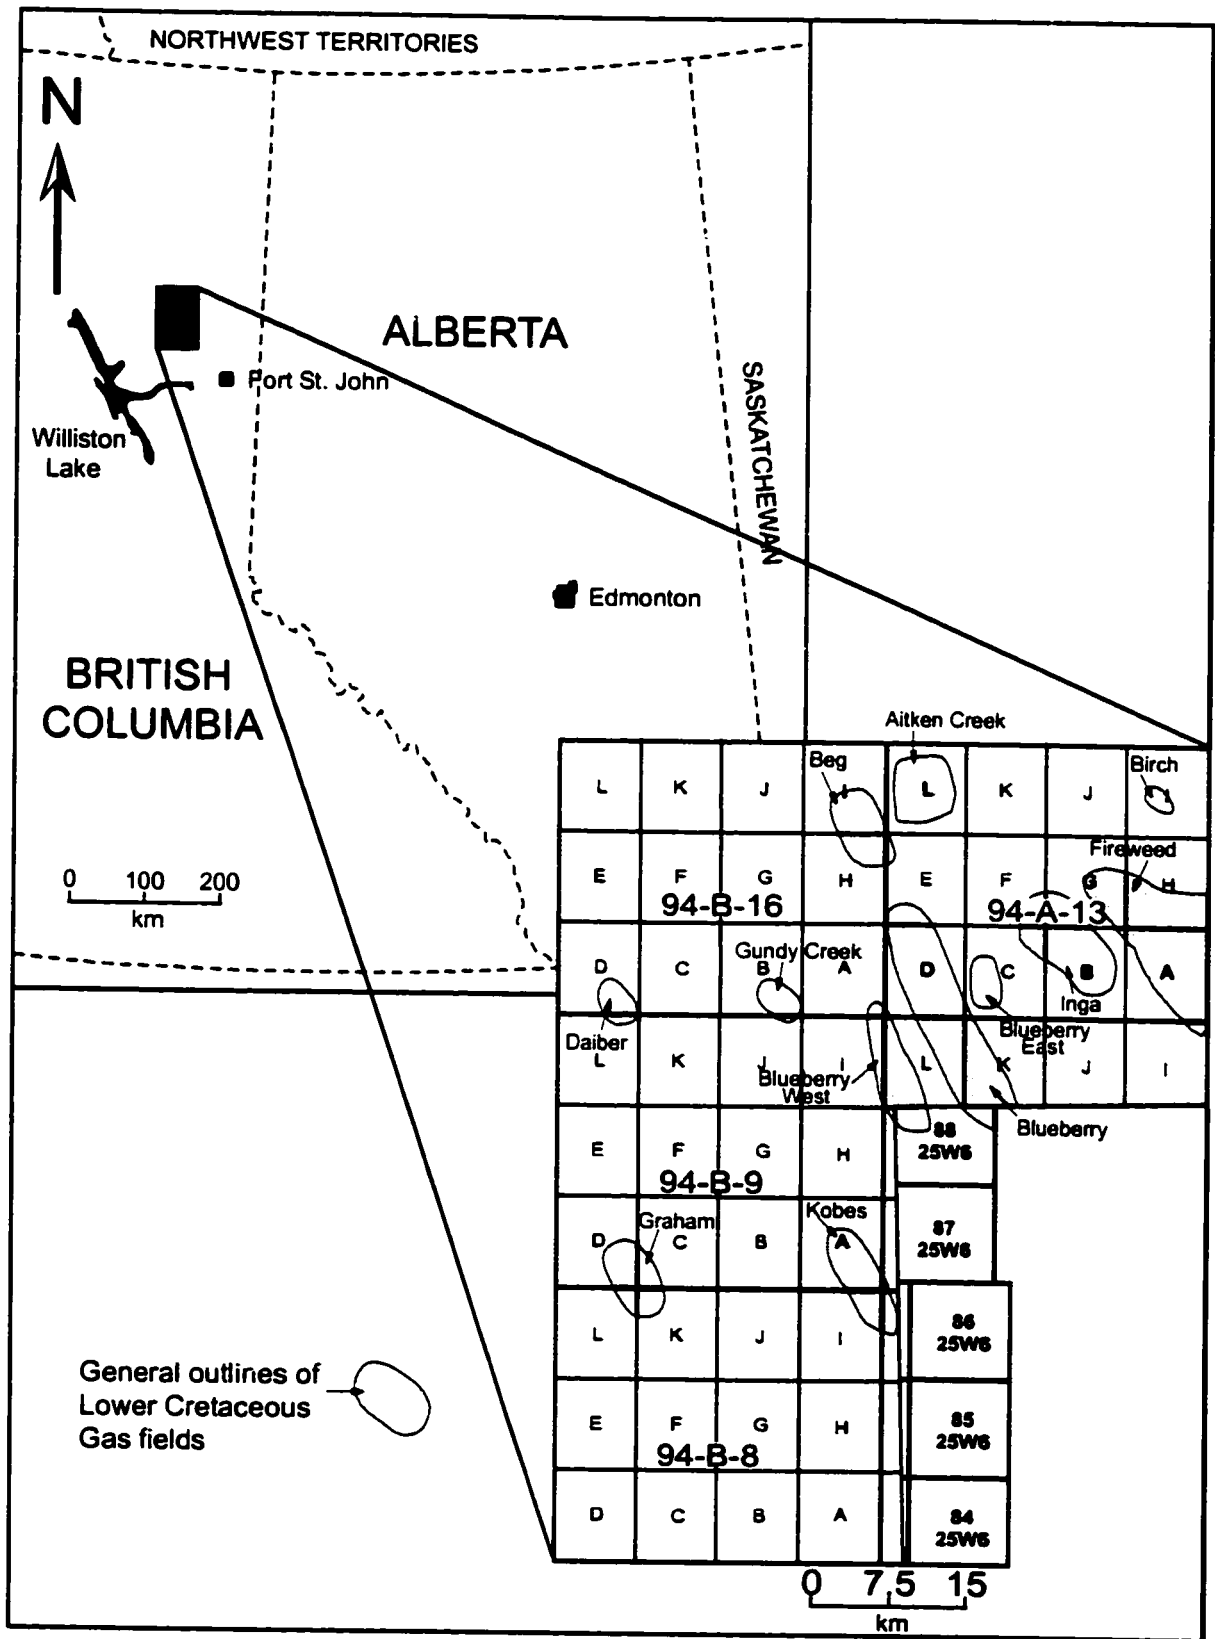 NORTHWEST TERRITORIES
N
ALBERTA
Fort St. John
Williston
Lake
SASKATCHEWAN
Edmonton
BRITISH
COLUMBIA
0 100 200
km
Aitken Creek
Beg
Birch
L K J I L K J I
Fireweed
E F G H E F G H
94-B-16 94-A-13
Gundy Creek
D C B A D C B A
Inga
Daiber
Blueberry
East
L K J I L K J I
Blueberry
West
Blueberry
88
25W6
E F G H
94-B-9
Graham
Kobes
D C B A
87
25W6
L K J I
86
25W6
General outlines of
Lower Cretaceous
Gas fields
E F G H
94-B-8
85
25W6
D C B A
84
25W6
0 7.5 15
km